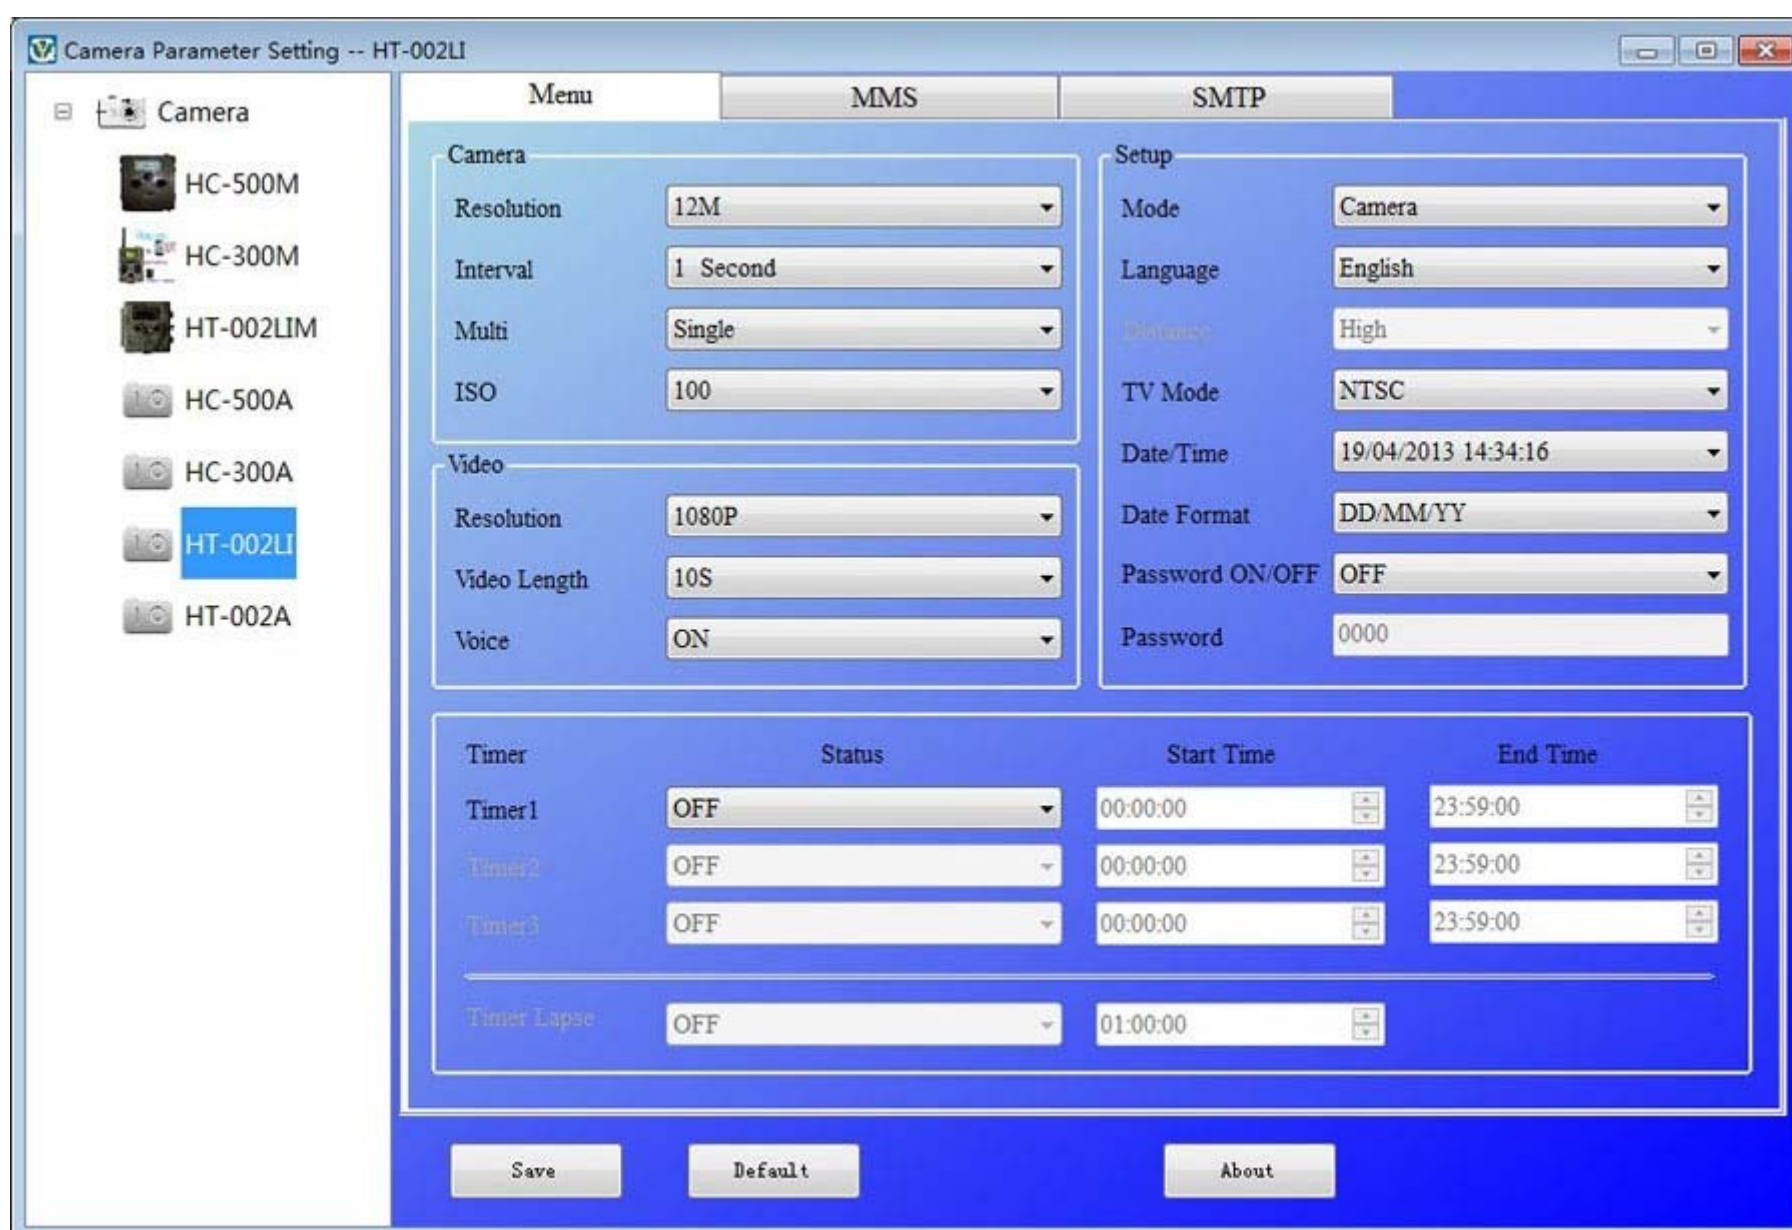 Camera Parameter Setting -- HT-002LI
Camera
HC-500M
HC-300M
HT-002LIM
HC-500A
HC-300A
HT-002LI
HT-002A
Menu MMS SMTP
Camera
Resolution 12M
Interval 1 Second
Multi Single
ISO 100
Video
Resolution 1080P
Video Length 10S
Voice ON
Setup
Mode Camera
Language English
Distance High
TV Mode NTSC
Date/Time 19/04/2013 14:34:16
Date Format DD/MM/YY
Password ON/OFF OFF
Password 0000
Timer Status Start Time End Time
Timer1 OFF 00:00:00 23:59:00
Timer2 OFF 00:00:00 23:59:00
Timer3 OFF 00:00:00 23:59:00
Timer Lapse OFF 01:00:00
Save Default About